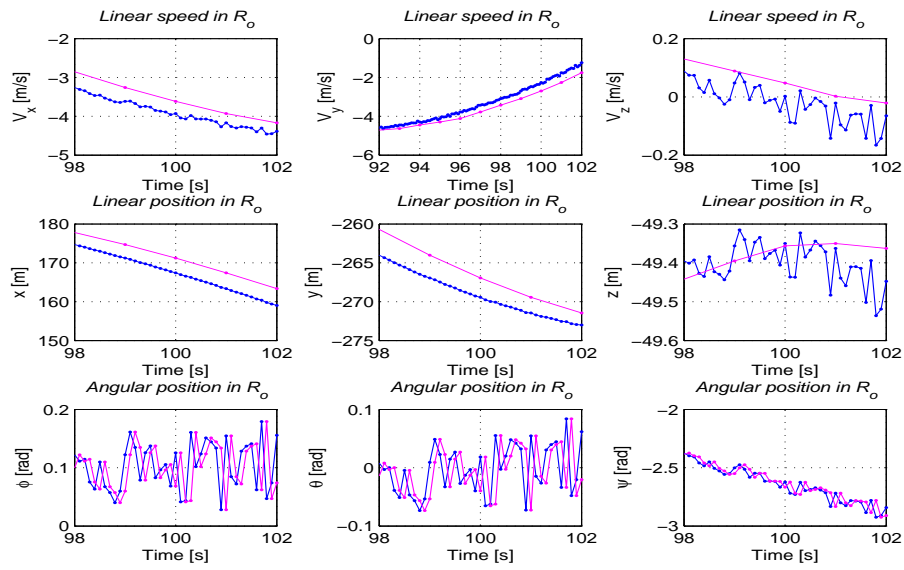 Linear speed in R_o
Linear speed in R_o
Linear speed in R_o
−2
−3
−4
−5
V_x [m/s]
98
100
102
Time [s]
0
−2
−4
−6
V_y [m/s]
92
94
96
98
100
102
Time [s]
0.2
0
−0.2
V_z [m/s]
98
100
102
Time [s]
Linear position in R_o
Linear position in R_o
Linear position in R_o
180
170
160
150
x [m]
98
100
102
Time [s]
−260
−265
−270
−275
y [m]
98
100
102
Time [s]
−49.3
−49.4
−49.5
−49.6
z [m]
98
100
102
Time [s]
Angular position in R_o
Angular position in R_o
Angular position in R_o
0.2
0.1
0
ϕ [rad]
98
100
102
Time [s]
0.1
0
−0.1
θ [rad]
98
100
102
Time [s]
−2
−2.5
−3
ψ [rad]
98
100
102
Time [s]